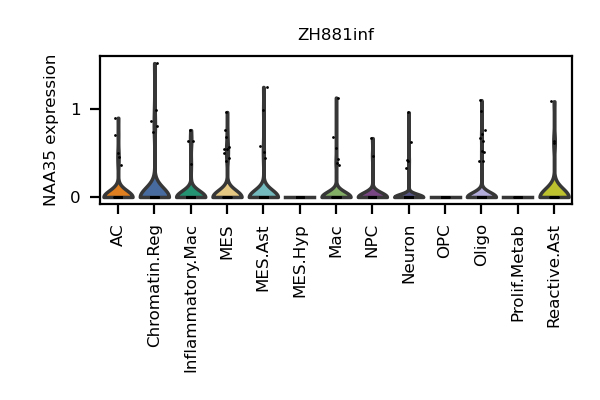 ZH881inf
NAA35 expression
1
0
AC
Chromatin.Reg
Inflammatory.Mac
MES
MES.Ast
MES.Hyp
Mac
NPC
Neuron
OPC
Oligo
Prolif.Metab
Reactive.Ast